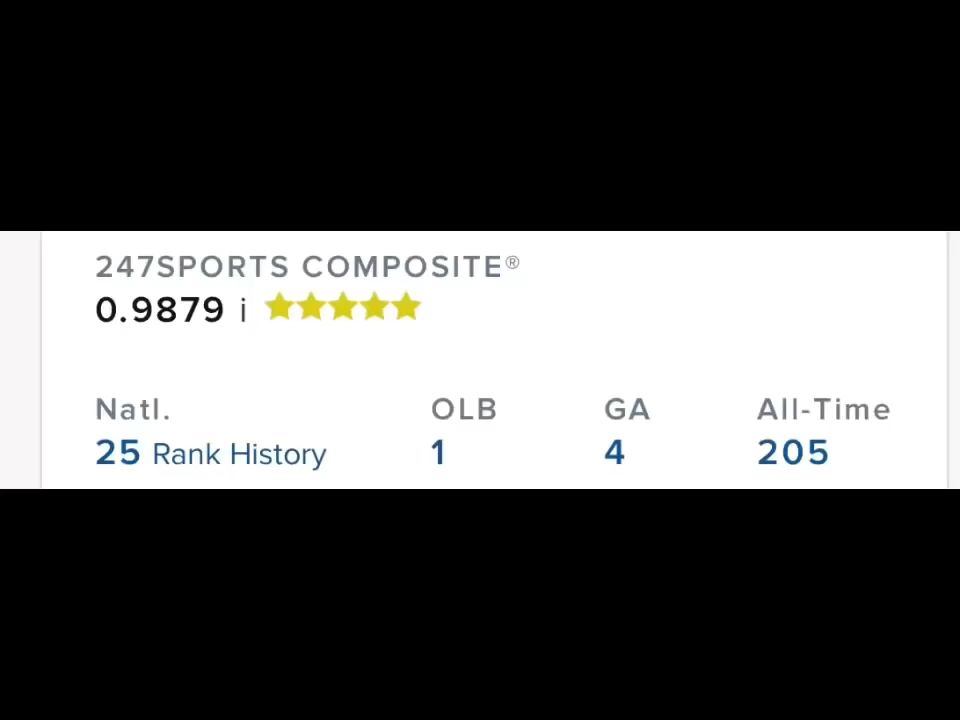 247SPORTS COMPOSITE®
0.9879 i
Natl. OLB GA All-Time
25 Rank History 1 4 205